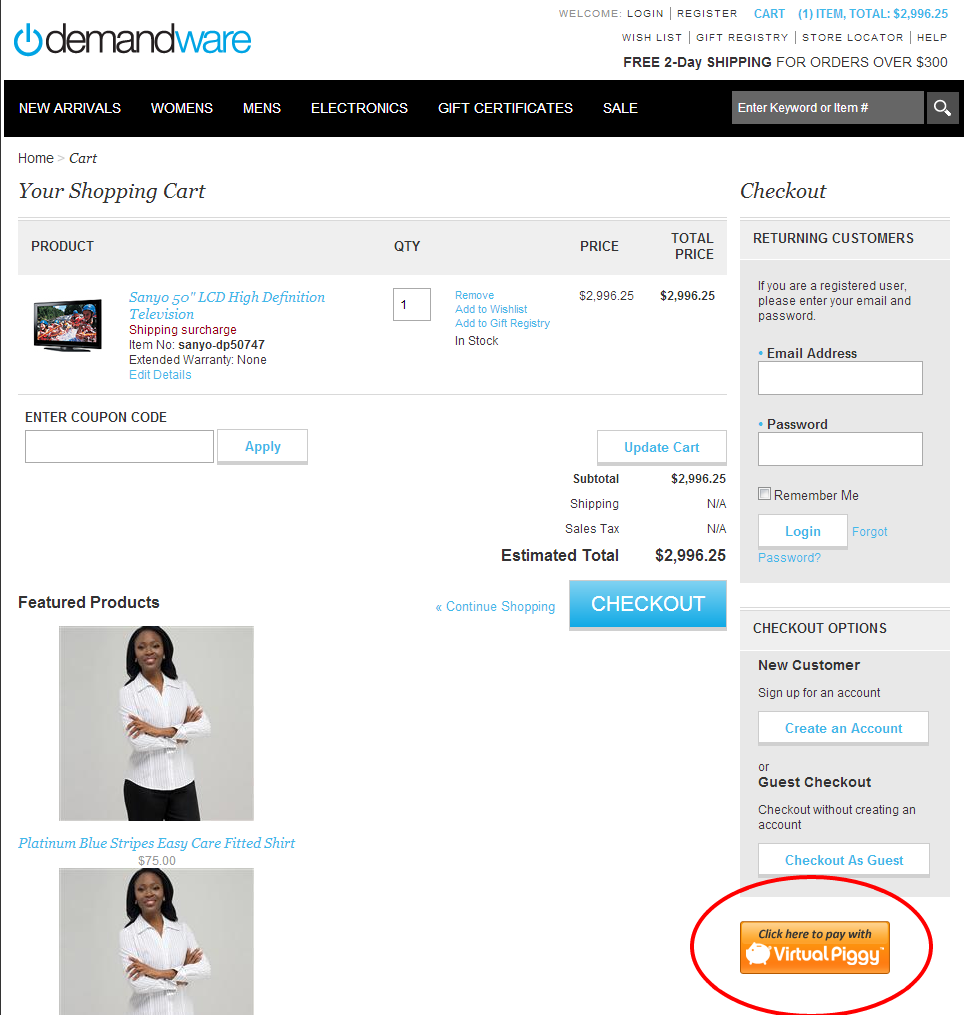 demandware
WELCOME: LOGIN | REGISTER CART (1) ITEM, TOTAL: $2,996.25
WISH LIST | GIFT REGISTRY | STORE LOCATOR | HELP
FREE 2-Day SHIPPING FOR ORDERS OVER $300
NEW ARRIVALS WOMENS MENS ELECTRONICS GIFT CERTIFICATES SALE
Enter Keyword or Item #
Home > Cart
Your Shopping Cart
PRODUCT QTY PRICE TOTAL
PRICE
Sanyo 50" LCD High Definition
Television
Shipping surcharge
Item No: sanyo-dp50747
Extended Warranty: None
Edit Details
1
Remove
Add to Wishlist
Add to Gift Registry
In Stock
$2,996.25 $2,996.25
ENTER COUPON CODE
Apply
Update Cart
Subtotal $2,996.25
Shipping N/A
Sales Tax N/A
Estimated Total $2,996.25
« Continue Shopping CHECKOUT
Featured Products
Platinum Blue Stripes Easy Care Fitted Shirt
$75.00
Checkout
RETURNING CUSTOMERS
If you are a registered user,
please enter your email and
password.
• Email Address
• Password
Remember Me
Login Forgot
Password?
CHECKOUT OPTIONS
New Customer
Sign up for an account
Create an Account
or
Guest Checkout
Checkout without creating an
account
Checkout As Guest
Click here to pay with
Virtual Piggy™